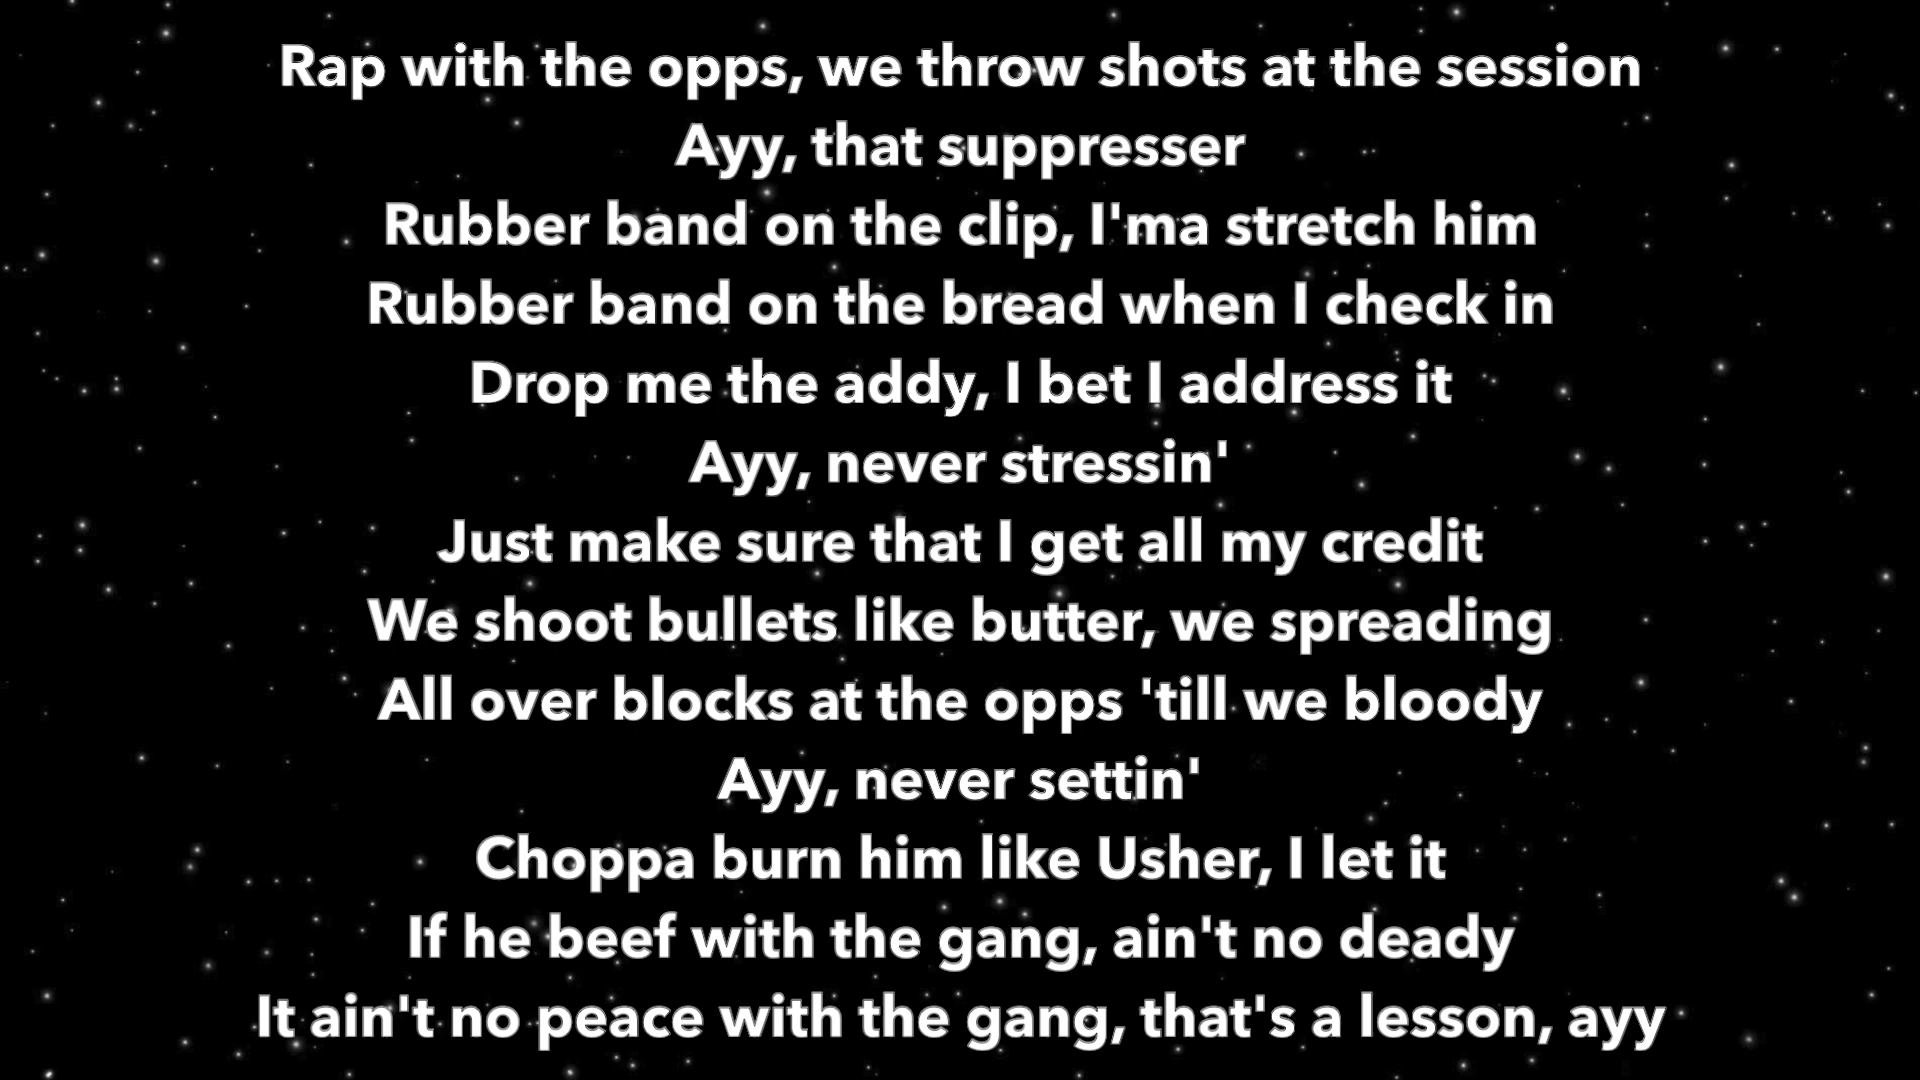 Rap with the opps, we throw shots at the session
Ayy, that suppresser
Rubber band on the clip, I'ma stretch him
Rubber band on the bread when I check in
Drop me the addy, I bet I address it
Ayy, never stressin'
Just make sure that I get all my credit
We shoot bullets like butter, we spreading
All over blocks at the opps 'till we bloody
Ayy, never settin'
Choppa burn him like Usher, I let it
If he beef with the gang, ain't no deady
It ain't no peace with the gang, that's a lesson, ayy